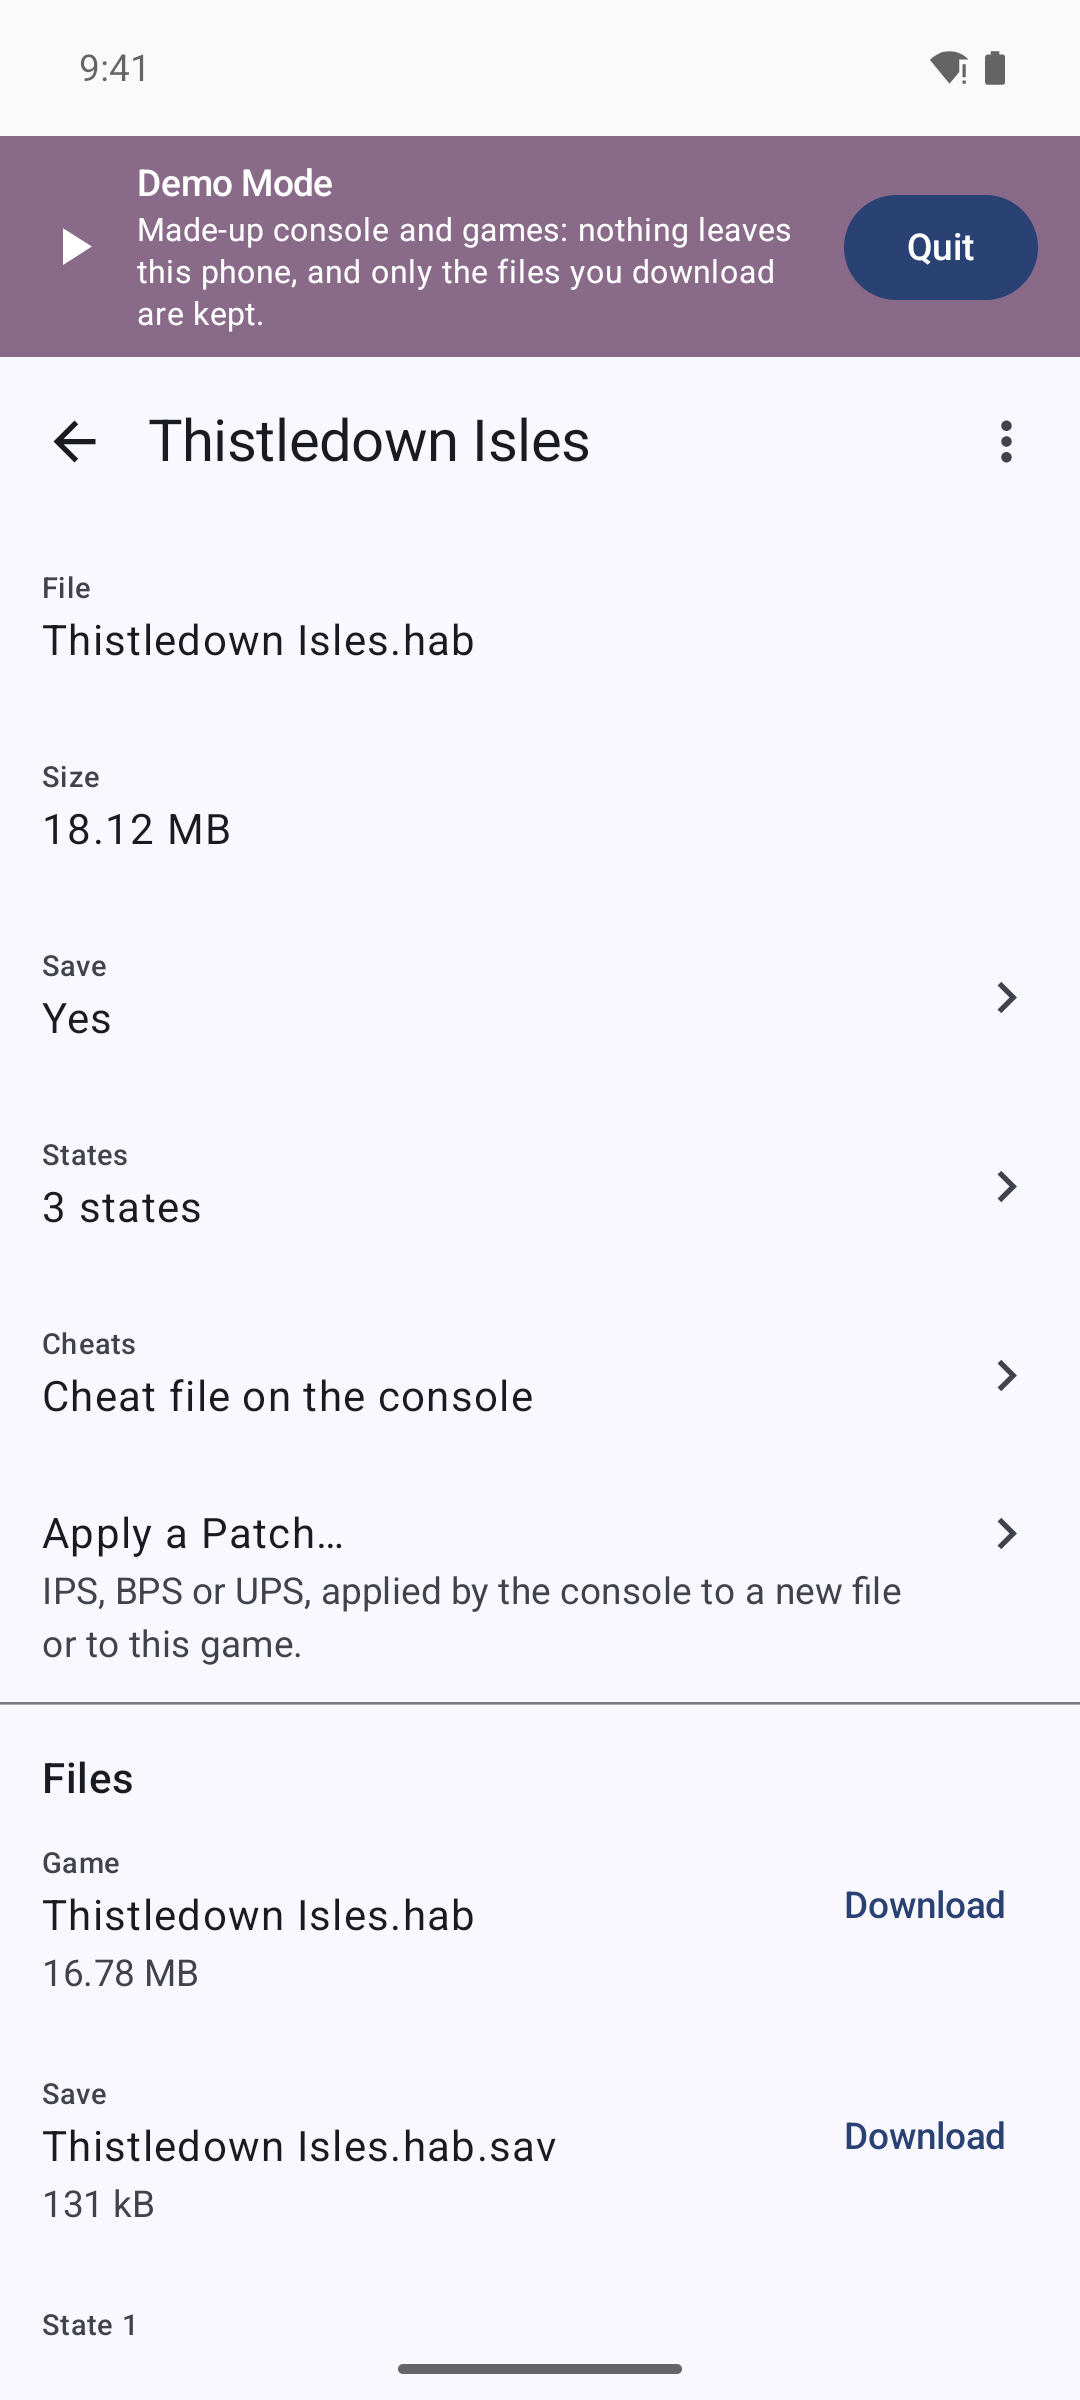 9:41
Demo Mode
Made-up console and games: nothing leaves
this phone, and only the files you download
are kept.
Quit
Thistledown Isles
File
Thistledown Isles.hab
Size
18.12 MB
Save
Yes
States
3 states
Cheats
Cheat file on the console
Apply a Patch…
IPS, BPS or UPS, applied by the console to a new file
or to this game.
Files
Game
Thistledown Isles.hab
16.78 MB
Download
Save
Thistledown Isles.hab.sav
131 kB
Download
State 1